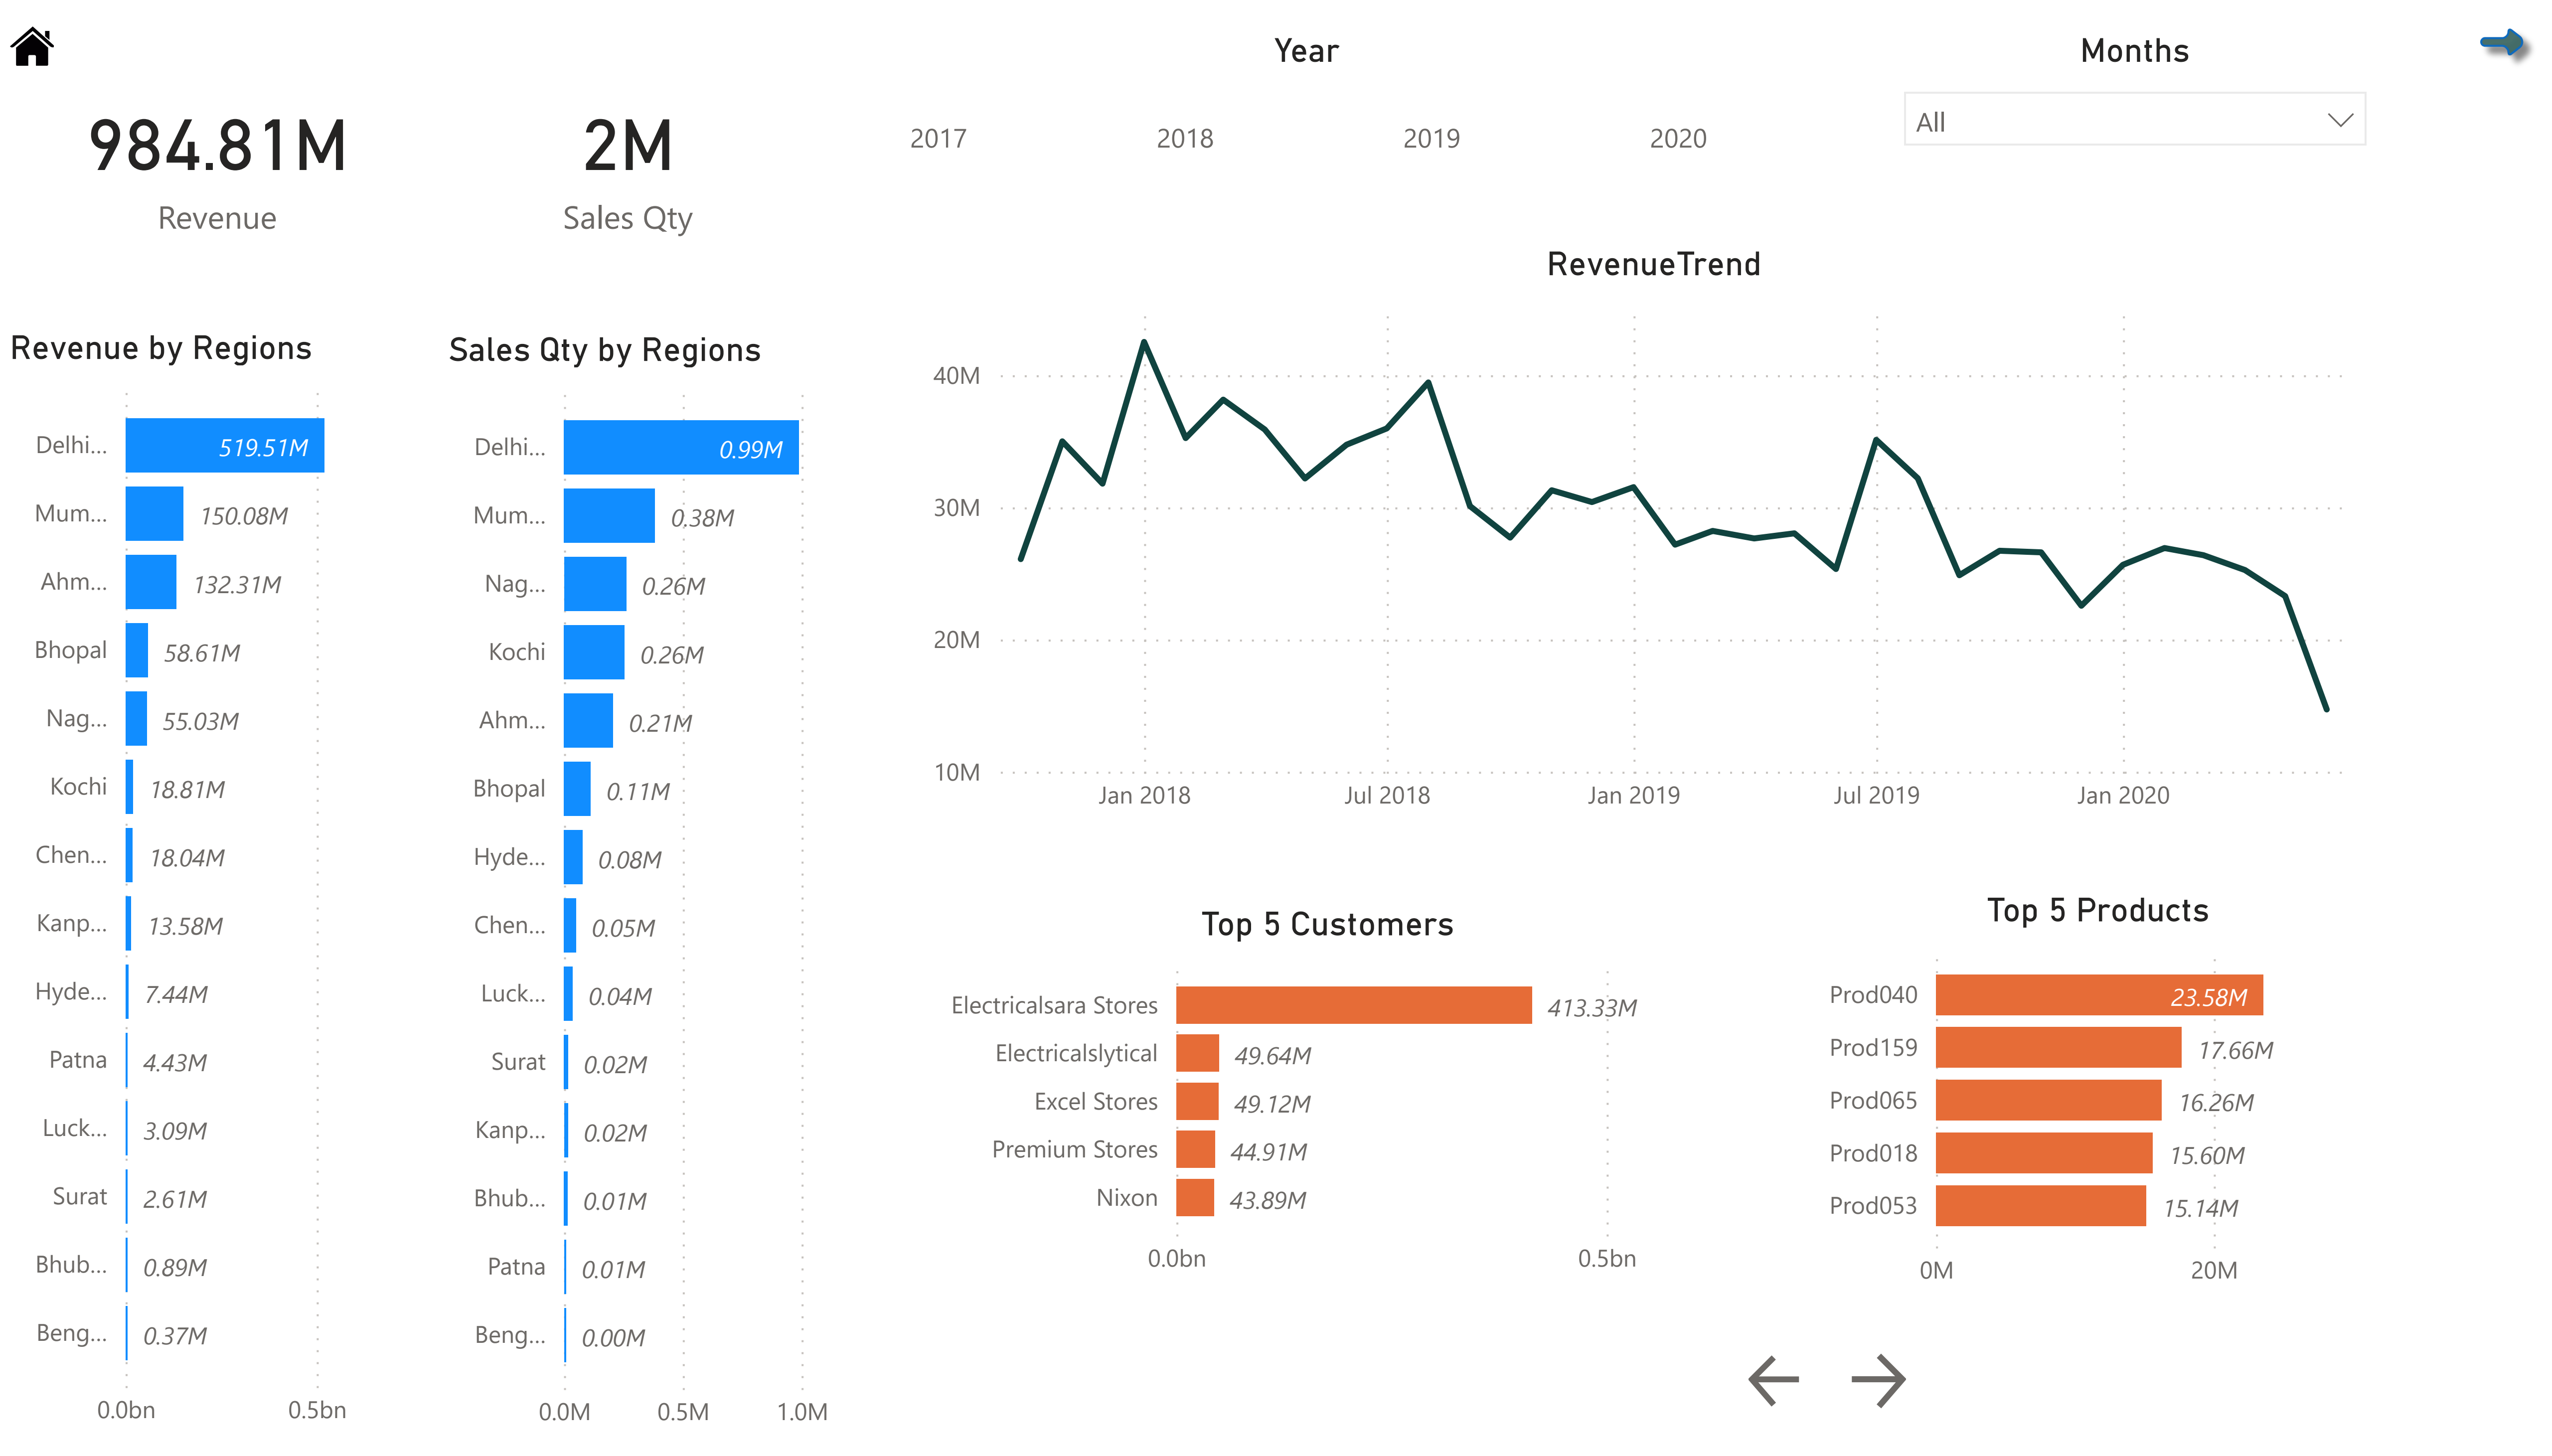 Year
Months
984.81M
Revenue
2M
Sales Qty
2017
2018
2019
2020
All
Revenue by Regions
Delhi...
519.51M
Mum...
150.08M
Ahm...
132.31M
Bhopal
58.61M
Nag...
55.03M
Kochi
18.81M
Chen...
18.04M
Kanp...
13.58M
Hyde...
7.44M
Patna
4.43M
Luck...
3.09M
Surat
2.61M
Bhub...
0.89M
Beng...
0.37M
0.0bn
0.5bn
Sales Qty by Regions
Delhi...
0.99M
Mum...
0.38M
Nag...
0.26M
Kochi
0.26M
Ahm...
0.21M
Bhopal
0.11M
Hyde...
0.08M
Chen...
0.05M
Luck...
0.04M
Surat
0.02M
Kanp...
0.02M
Bhub...
0.01M
Patna
0.01M
Beng...
0.00M
0.0M
0.5M
1.0M
RevenueTrend
40M
30M
20M
10M
Jan 2018
Jul 2018
Jan 2019
Jul 2019
Jan 2020
Top 5 Customers
Electricalsara Stores
413.33M
Electricalslytical
49.64M
Excel Stores
49.12M
Premium Stores
44.91M
Nixon
43.89M
0.0bn
0.5bn
Top 5 Products
Prod040
23.58M
Prod159
17.66M
Prod065
16.26M
Prod018
15.60M
Prod053
15.14M
0M
20M